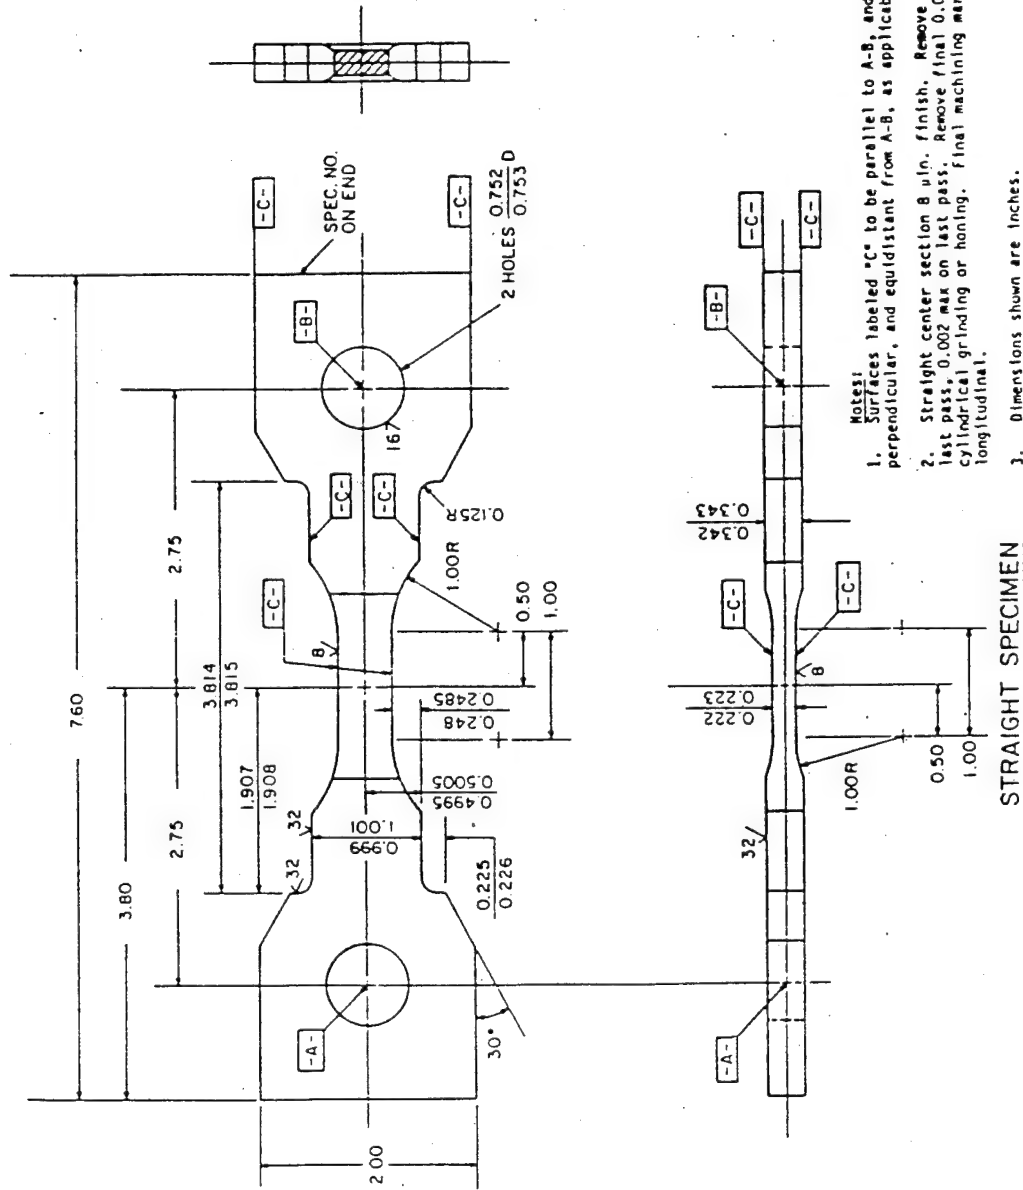 7.60
3.80
2.75
2.75
3.814
3.815
1.907
1.908
2.00
-A-
-B-
-C-
-C-
-C-
-C-
-C-
SPEC. NO.
ON END
2 HOLES 0.752 D
0.753
16
8
32
32
0.125R
1.00R
0.50
1.00
0.2485
0.248
0.5005
0.4995
1.001
0.999
0.225
0.226
30°
-A-
-B-
-C-
-C-
-C-
-C-
0.343
0.342
0.223
0.222
8
32
1.00R
0.50
1.00
STRAIGHT SPECIMEN
Notes:
1. Surfaces labeled "C" to be parallel to A-B, and
perpendicular, and equidistant from A-B, as applicab
2. Straight center section 8 µin. finish. Remove
last pass, 0.002 max on last pass. Remove final 0.0
cylindrical grinding or honing. Final machining mar
longitudinal.
3. Dimensions shown are inches.